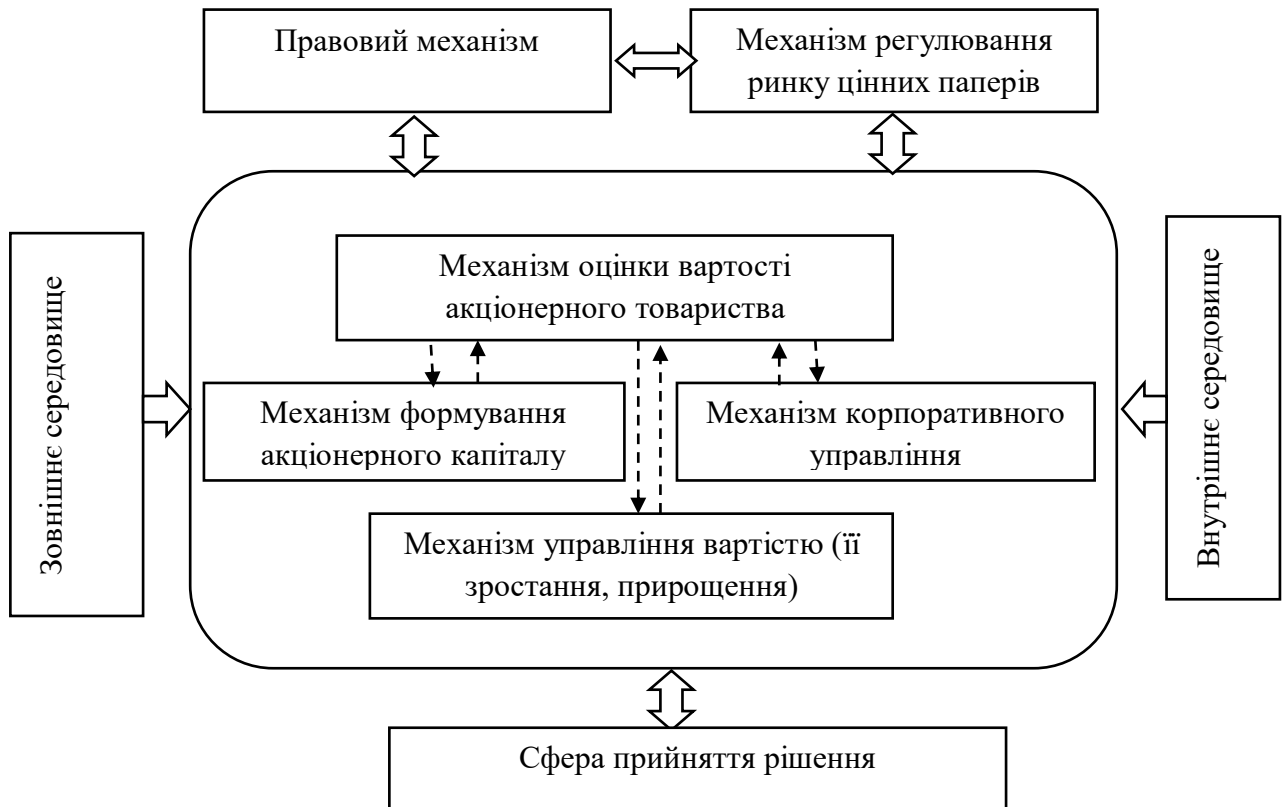 Правовий механізм
Механізм регулювання
ринку цінних паперів
Зовнішнє середовище
Механізм оцінки вартості
акціонерного товариства
Механізм формування
акціонерного капіталу
Механізм корпоративного
управління
Механізм управління вартістю (її
зростання, прирощення)
Внутрішнє середовище
Сфера прийняття рішення